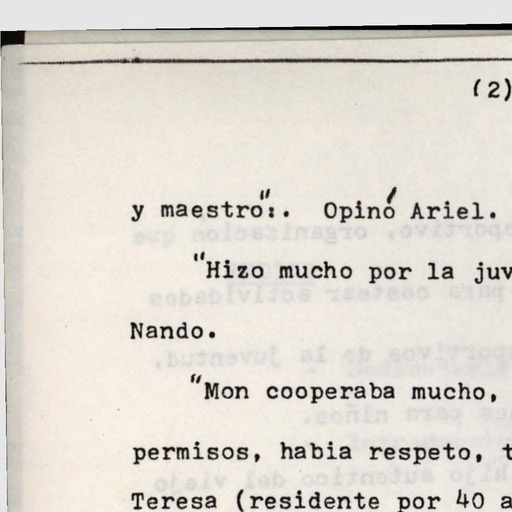 (2)
y maestro":. Opinó Ariel.
"Hizo mucho por la juv
Nando.
"Mon cooperaba mucho,
permisos, habia respeto, t
Teresa (residente por 40 a